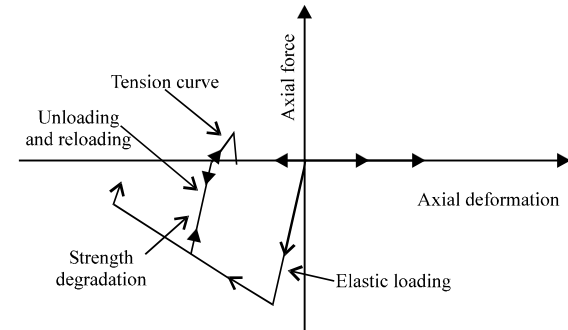 Axial force
Tension curve
Unloading
and reloading
Axial deformation
Strength
degradation
Elastic loading